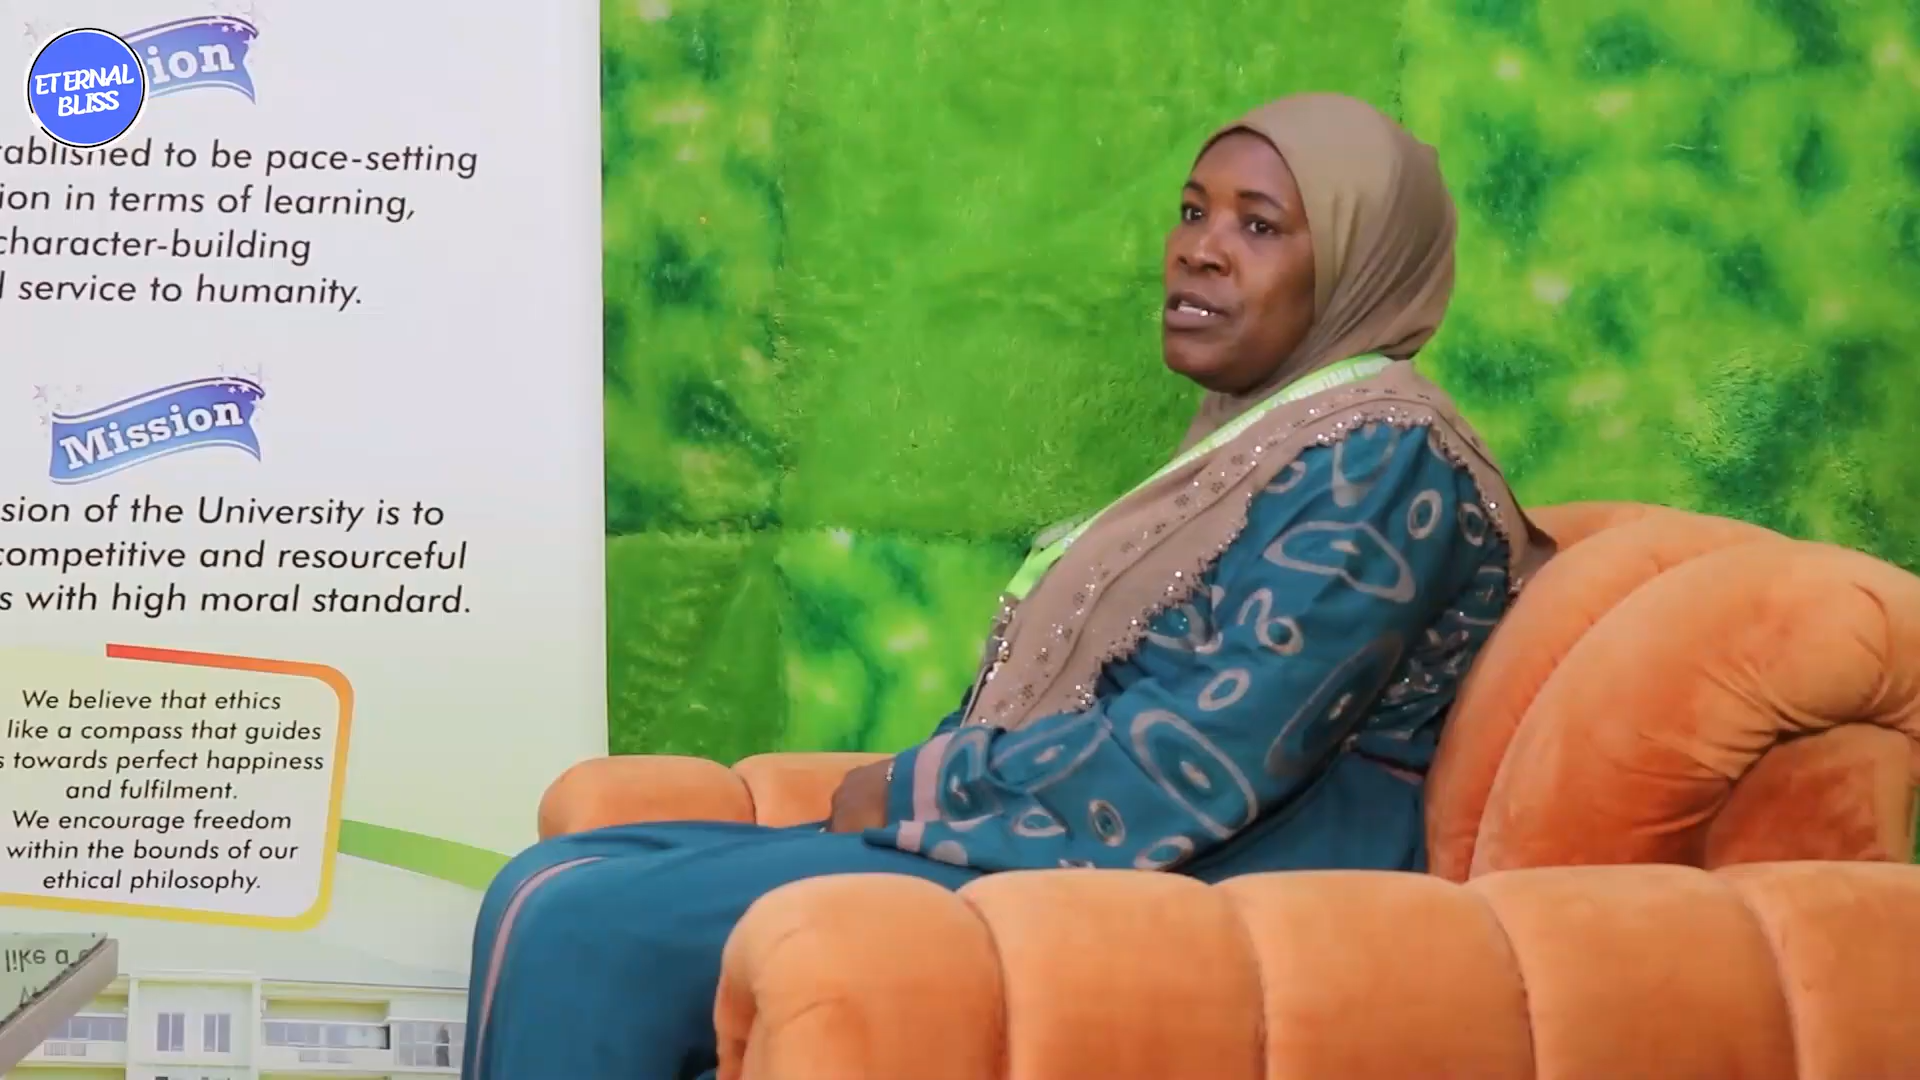 ETERNAL
BLISS
ion
ablished to be pace-setting
ion in terms of learning,
character-building
service to humanity.
Mission
sion of the University is to
competitive and resourceful
s with high moral standard.
We believe that ethics
like a compass that guides
s towards perfect happiness
and fulfilment.
We encourage freedom
within the bounds of our
ethical philosophy.
like a